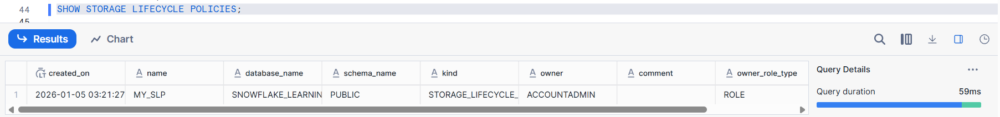 44 SHOW STORAGE LIFECYCLE POLICIES;
45
Results Chart
created_on name database_name schema_name kind owner comment owner_role_type
1 2026-01-05 03:21:27 MY_SLP SNOWFLAKE_LEARNIN PUBLIC STORAGE_LIFECYCLE_ ACCOUNTADMIN ROLE
Query Details ...
Query duration 59ms